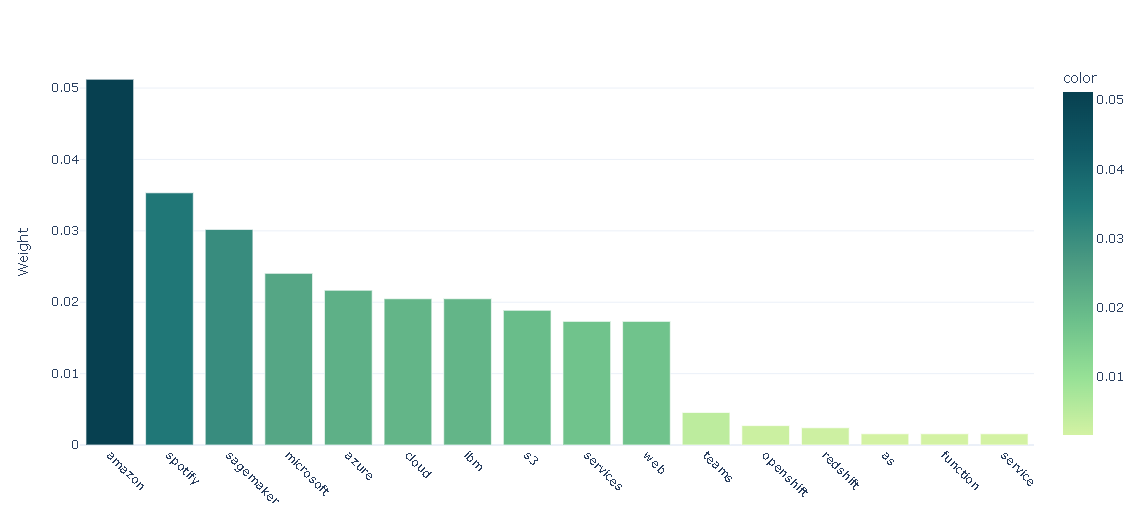 color
0.05
0.04
0.03
0.02
0.01
0
Weight
0.05
0.04
0.03
0.02
0.01
amazon
spotify
sagemaker
microsoft
azure
cloud
ibm
s3
services
web
teams
openshift
redshift
as
function
service